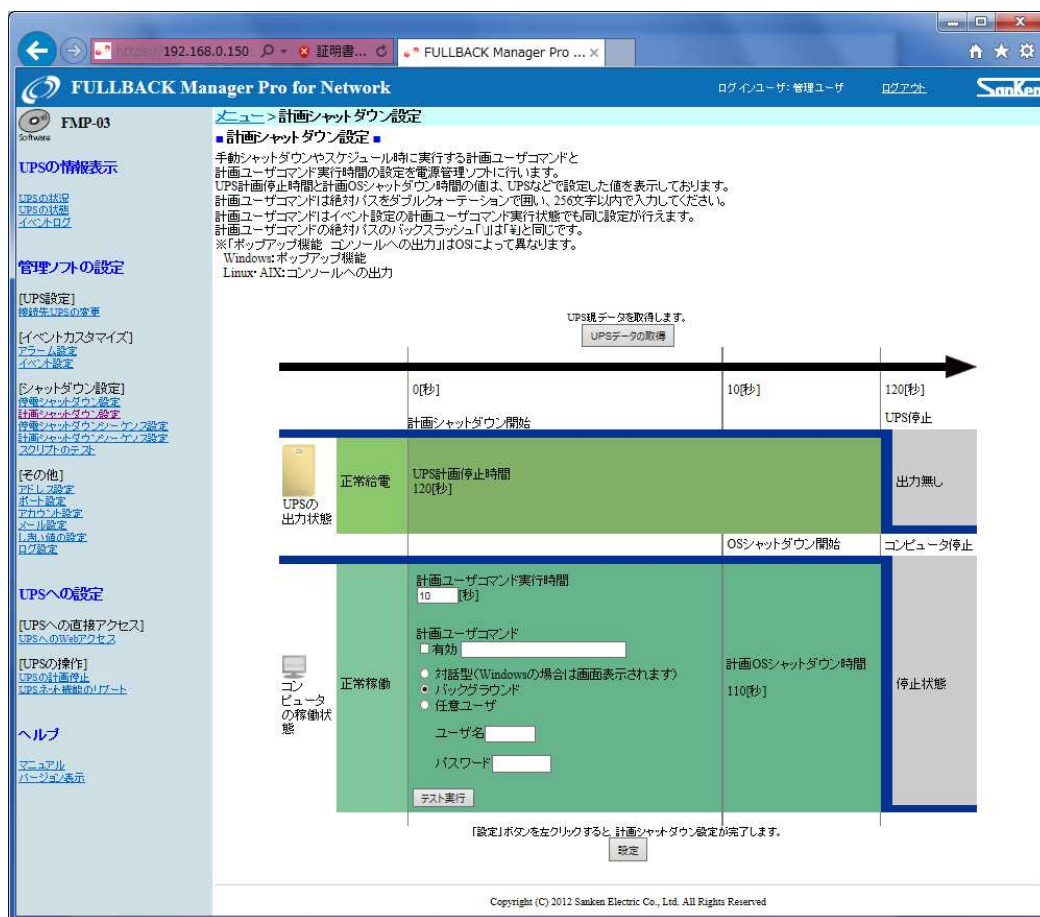 https://192.168.0.150
証明書...
FULLBACK Manager Pro ...
FULLBACK Manager Pro for Network
ログインユーザ: 管理ユーザ
ログアウト
SanKen
FMP-03
Software
UPSの情報表示
UPSの状況
UPSの状態
イベントログ
管理ソフトの設定
[UPS設定]
接続先UPSの変更
[イベントカスタマイズ]
アラーム設定
イベント設定
[シャットダウン設定]
停電シャットダウン設定
計画シャットダウン設定
停電シャットダウンシーケンス設定
計画シャットダウンシーケンス設定
スクリプトのテスト
[その他]
アドレス設定
ポート設定
アカウント設定
メール設定
しきい値の設定
ログ設定
UPSへの設定
[UPSへの直接アクセス]
UPSへのWebアクセス
[UPSの操作]
UPSの計画停止
UPSネット機能のリブート
ヘルプ
マニュアル
バージョン表示
メニュー > 計画シャットダウン設定
■計画シャットダウン設定 ■
手動シャットダウンやスケジュール時に実行する計画ユーザコマンドと
計画ユーザコマンド実行時間の設定を電源管理ソフトに行います。
UPS計画停止時間と計画OSシャットダウン時間の値は、UPSなどで設定した値を表示しております。
計画ユーザコマンドは絶対パスをダブルクォーテーションで囲い、256文字以内で入力してください。
計画ユーザコマンドはイベント設定の計画ユーザコマンド実行状態でも同じ設定が行えます。
計画ユーザコマンドの絶対パスのバックスラッシュ「\」は「¥」と同じです。
※「ポップアップ機能 コンソールへの出力」はOSによって異なります。
Windows:ポップアップ機能
Linux・AIX:コンソールへの出力
UPS現データを取得します。
UPSデータの取得
0[秒]
10[秒]
120[秒]
計画シャットダウン開始
UPS停止
UPSの
出力状態
正常給電
UPS計画停止時間
120[秒]
出力無し
OSシャットダウン開始
コンピュータ停止
コン
ピュータ
の稼働状
態
正常稼働
計画ユーザコマンド実行時間
10 [秒]
計画ユーザコマンド
有効
対話型(Windowsの場合は画面表示されます)
バックグラウンド
任意ユーザ
ユーザ名
パスワード
テスト実行
計画OSシャットダウン時間
110[秒]
停止状態
「設定」ボタンを左クリックすると、計画シャットダウン設定が完了します。
設定
Copyright (C) 2012 Sanken Electric Co., Ltd. All Rights Reserved